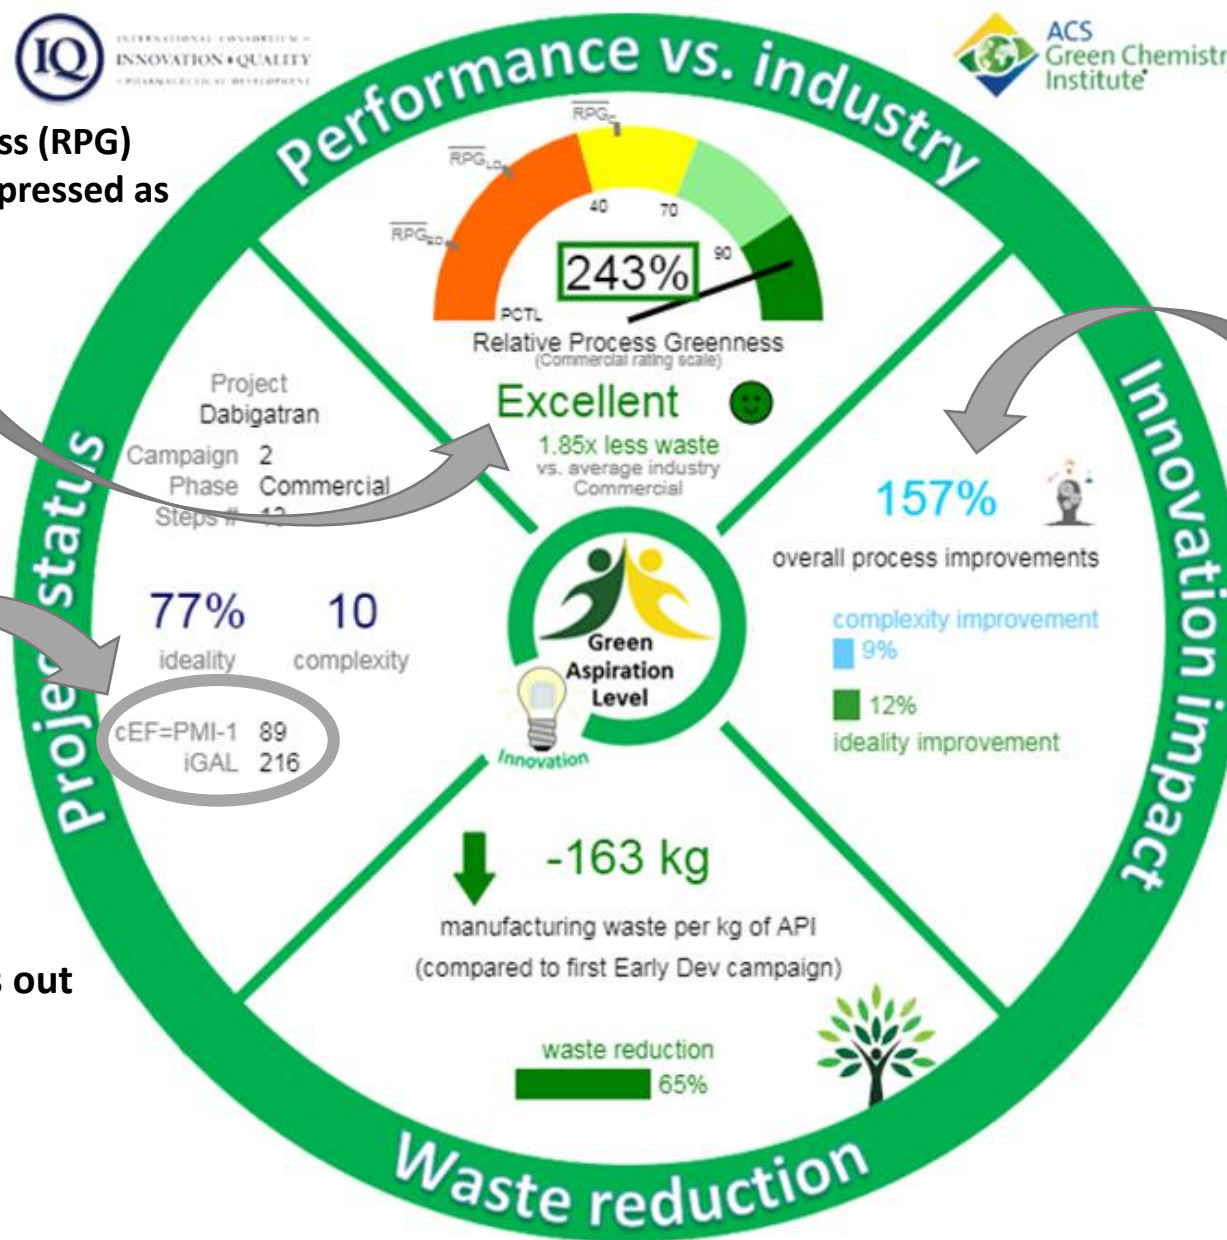 IQ
INTERNATIONAL CONSORTIUM ~
INNOVATION • QUALITY
~ PHARMACEUTICAL DEVELOPMENT
ACS
Green Chemistr
Institute
ss (RPG)
pressed as
Performance vs. industry
RPG
RPG
RPG
40
70
90
243%
PCTL
Relative Process Greenness
(Commercial rating scale)
Excellent
1.85x less waste
vs. average industry
Commercial
Project status
Project
Dabigatran
Campaign 2
Phase Commercial
Steps #
77%
ideality
10
complexity
cEF=PMI-1 89
iGAL 216
Green
Aspiration
Level
Innovation
Innovation impact
157%
overall process improvements
complexity improvement
9%
12%
ideality improvement
s out
-163 kg
manufacturing waste per kg of API
(compared to first Early Dev campaign)
waste reduction
65%
Waste reduction